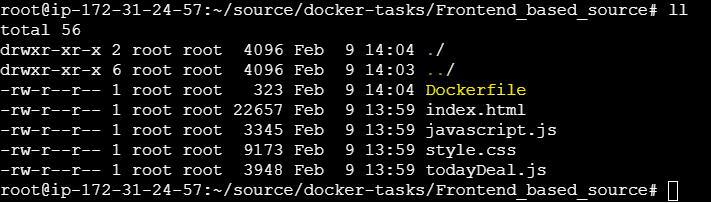 root@ip-172-31-24-57:~/source/docker-tasks/Frontend_based_source# ll
total 56
drwxr-xr-x 2 root root  4096 Feb  9 14:04 ./
drwxr-xr-x 6 root root  4096 Feb  9 14:03 ../
-rw-r--r-- 1 root root   323 Feb  9 14:04 Dockerfile
-rw-r--r-- 1 root root 22657 Feb  9 13:59 index.html
-rw-r--r-- 1 root root  3345 Feb  9 13:59 javascript.js
-rw-r--r-- 1 root root  9173 Feb  9 13:59 style.css
-rw-r--r-- 1 root root  3948 Feb  9 13:59 todayDeal.js
root@ip-172-31-24-57:~/source/docker-tasks/Frontend_based_source#